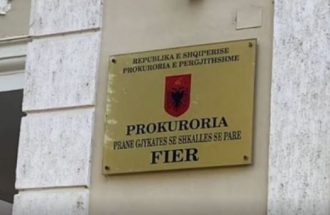 REPUBLIKA E SHQIPERISE
PROKURORIA E PERGJITHSHME
PROKURORIA
PRANE GJYKATES SE SHKALLES SE PARE
FIER